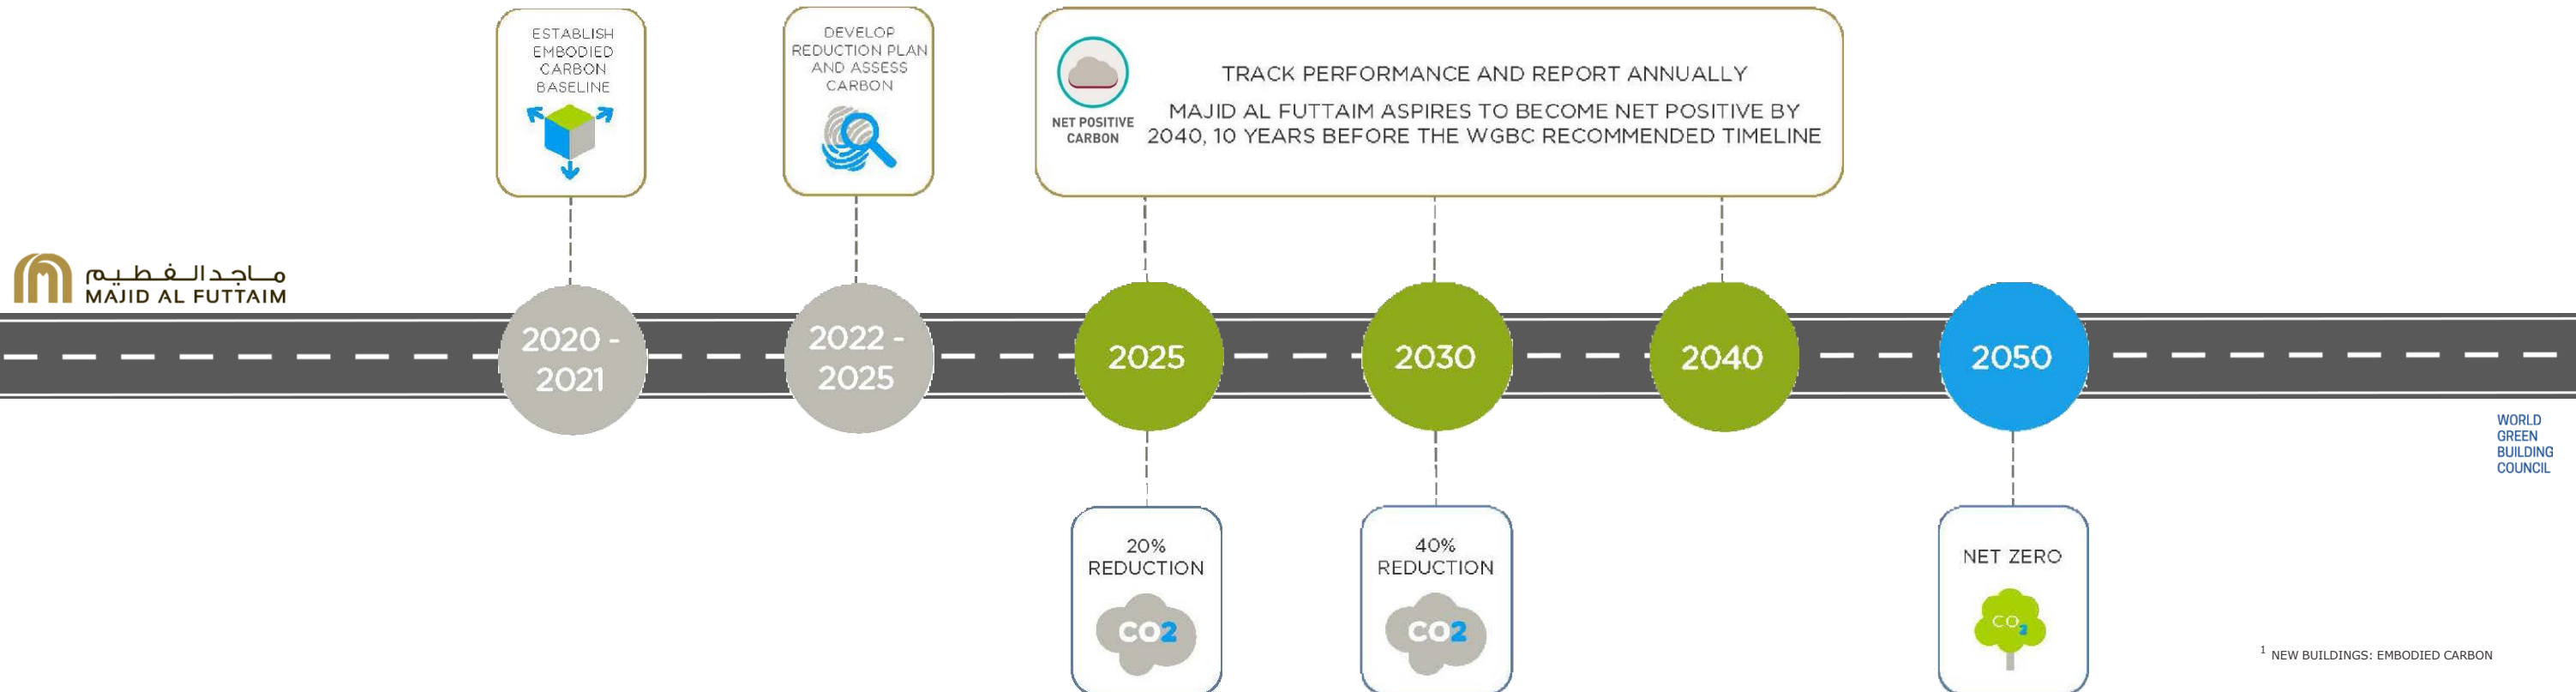 ESTABLISH
EMBODIED
CARBON
BASELINE
DEVELOP
REDUCTION PLAN
AND ASSESS
CARBON
NET POSITIVE
CARBON
TRACK PERFORMANCE AND REPORT ANNUALLY
MAJID AL FUTTAIM ASPIRES TO BECOME NET POSITIVE BY
2040, 10 YEARS BEFORE THE WGBC RECOMMENDED TIMELINE
ماجد الفطيم
MAJID AL FUTTAIM
2020 -
2021
2022 -
2025
2025
2030
2040
2050
WORLD
GREEN
BUILDING
COUNCIL
20%
REDUCTION
CO2
40%
REDUCTION
CO2
NET ZERO
CO2
1 NEW BUILDINGS: EMBODIED CARBON